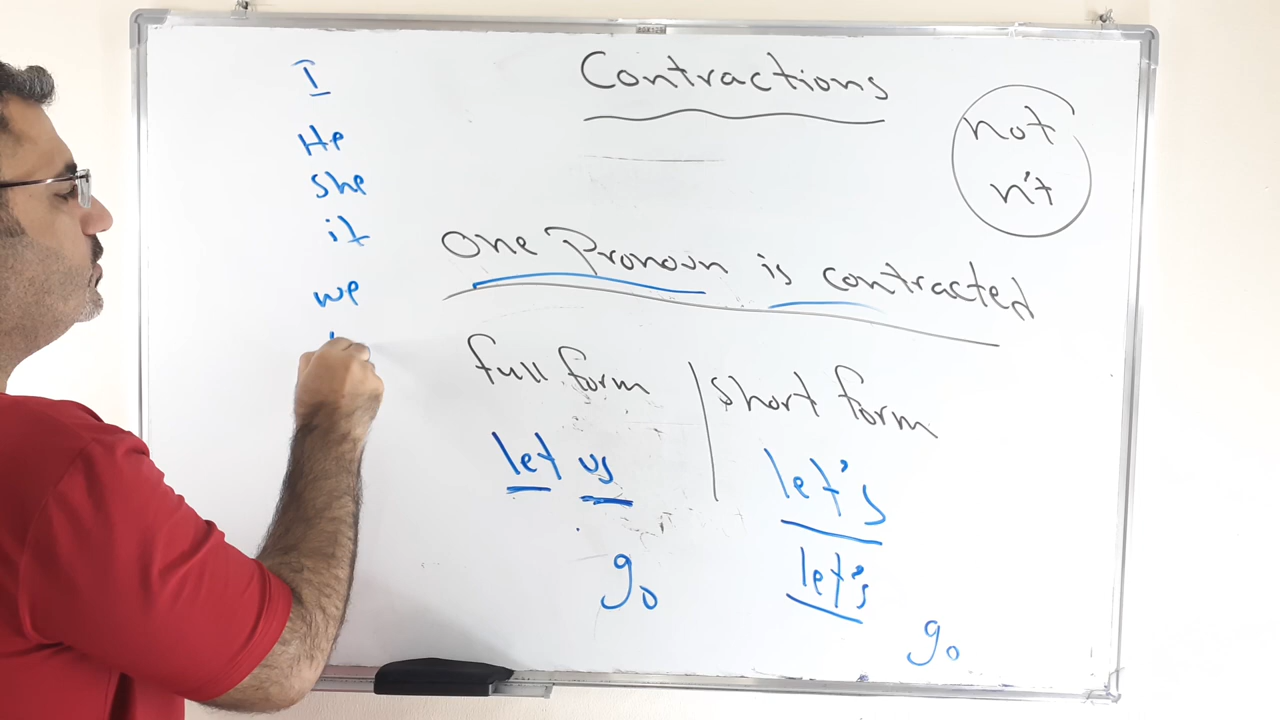 Contractions
not
n't
I
He
she
it
we
One Pronoun is contracted
full form
short form
let us
let's
go
let's
go